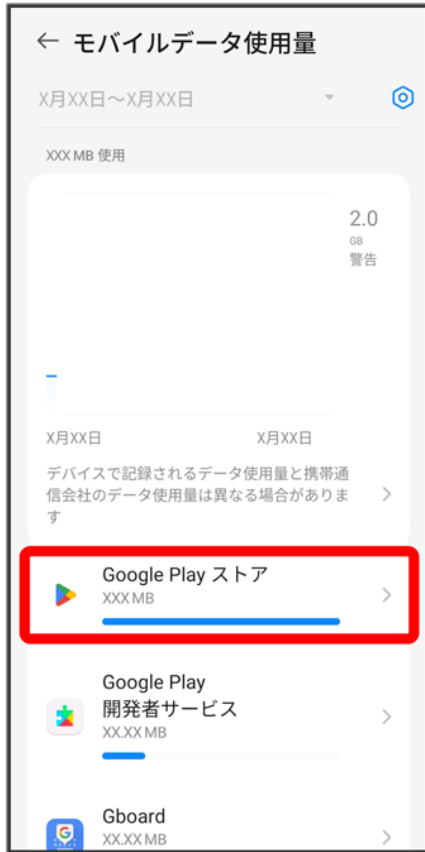 モバイルデータ使用量
X月XX日～X月XX日
XXX MB 使用
2.0
GB
警告
X月XX日
X月XX日
デバイスで記録されるデータ使用量と携帯通
信会社のデータ使用量は異なる場合がありま
す
Google Play ストア
XXX MB
Google Play
開発者サービス
XX.XX MB
Gboard
XX.XX MB